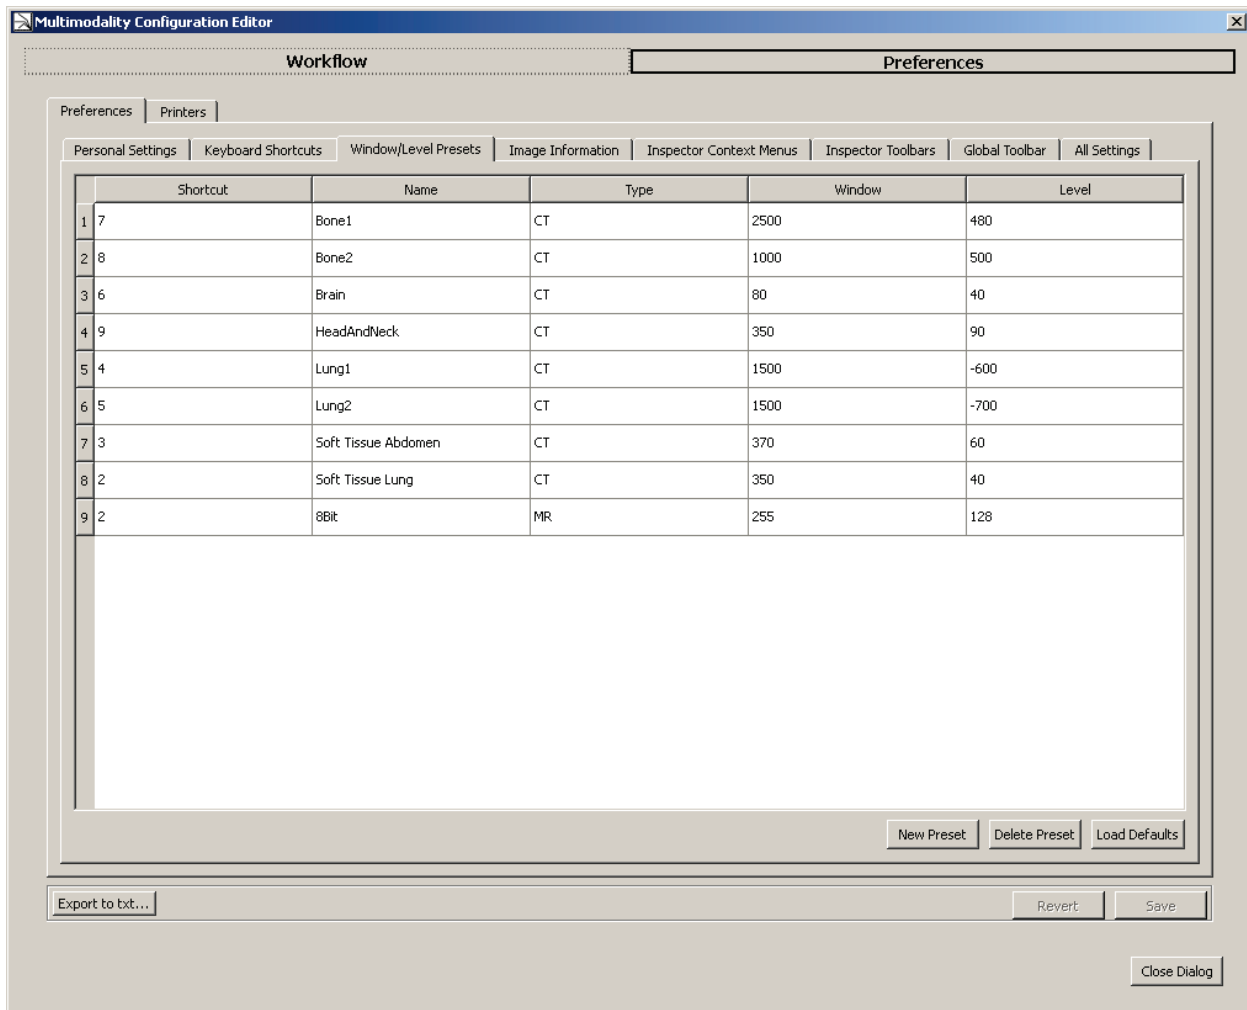 Multimodality Configuration Editor
Workflow Preferences
Preferences Printers
Personal Settings Keyboard Shortcuts Window/Level Presets Image Information Inspector Context Menus Inspector Toolbars Global Toolbar All Settings
Shortcut Name Type Window Level
1 7 Bone1 CT 2500 480
2 8 Bone2 CT 1000 500
3 6 Brain CT 80 40
4 9 HeadAndNeck CT 350 90
5 4 Lung1 CT 1500 -600
6 5 Lung2 CT 1500 -700
7 3 Soft Tissue Abdomen CT 370 60
8 2 Soft Tissue Lung CT 350 40
9 2 8Bit MR 255 128
New Preset Delete Preset Load Defaults
Export to txt... Revert Save
Close Dialog